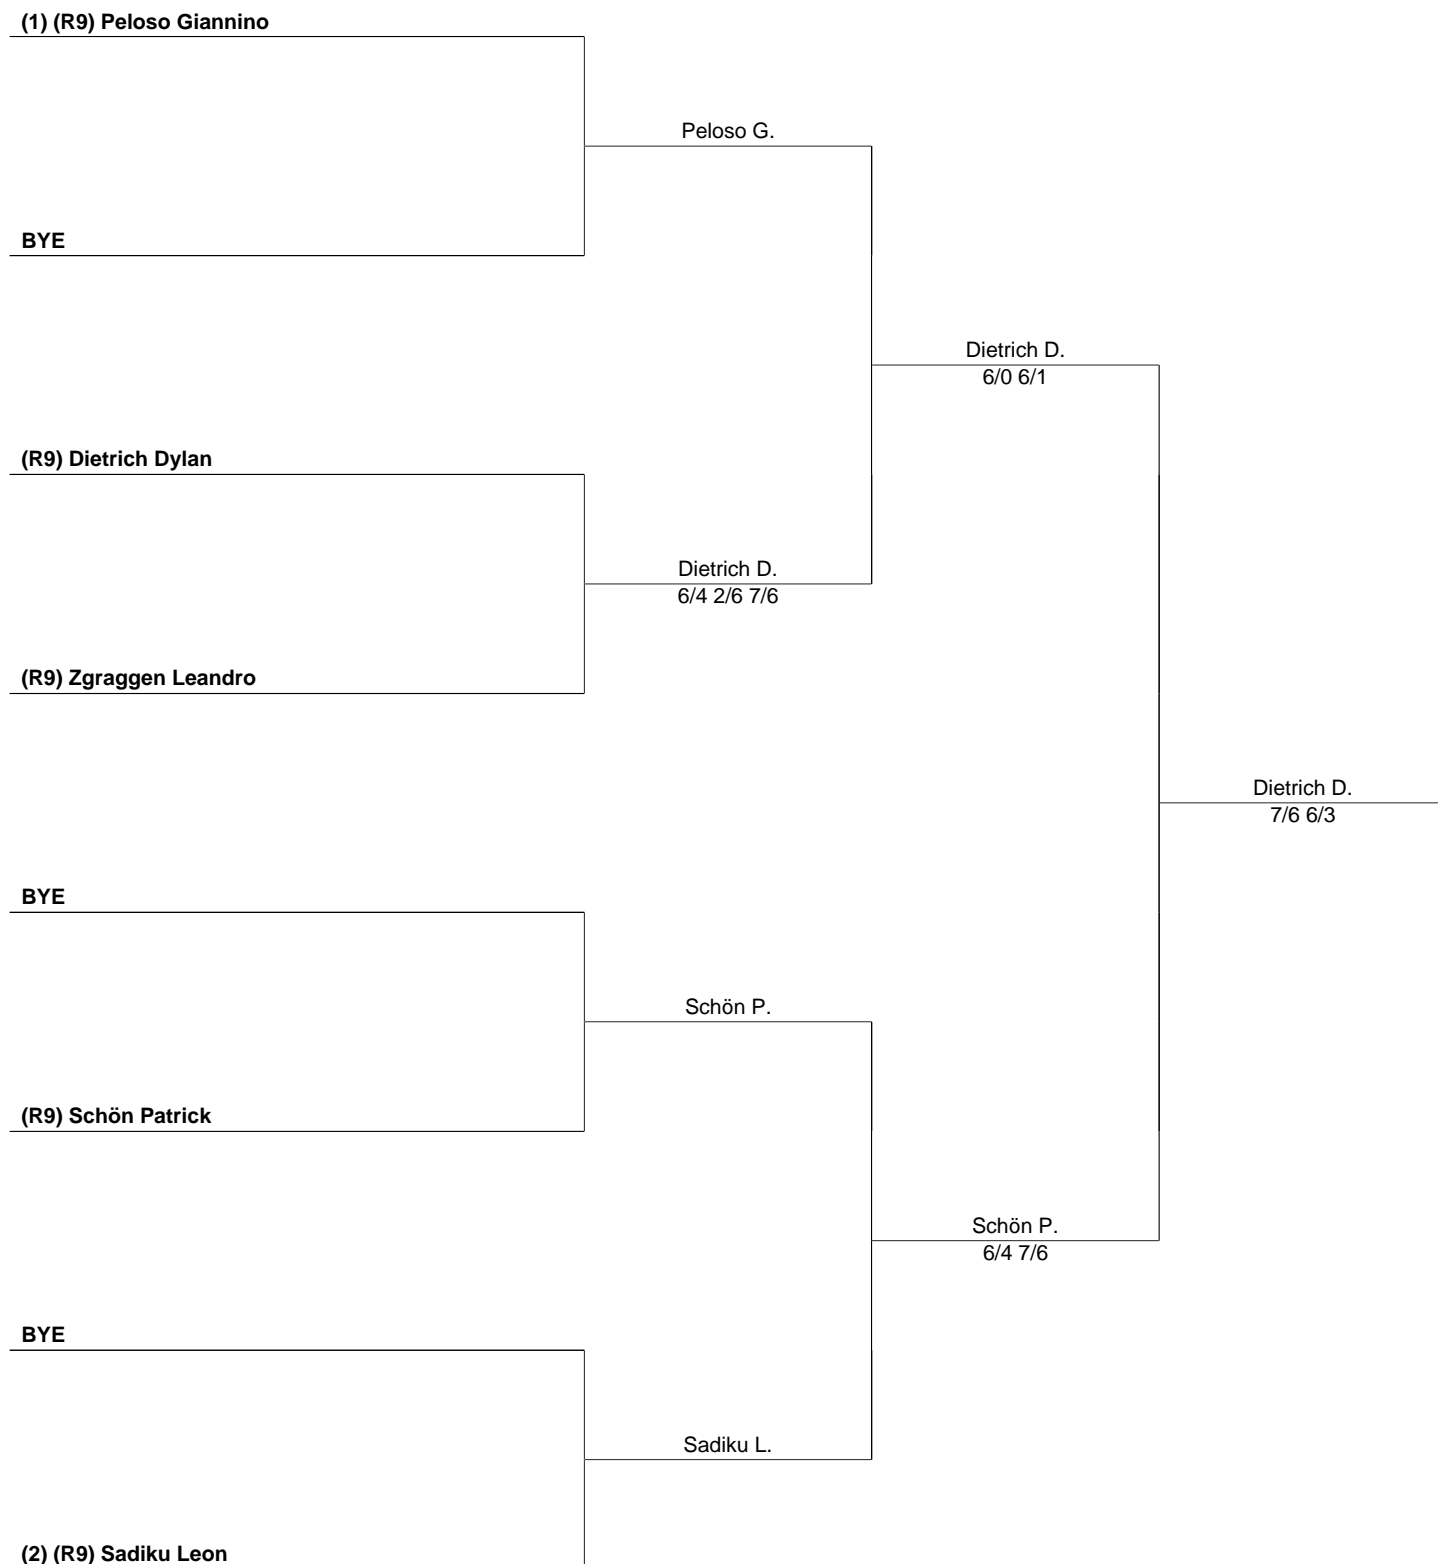 (1) (R9) Peloso Giannino
Peloso G.
BYE
Dietrich D.
6/0 6/1
(R9) Dietrich Dylan
Dietrich D.
6/4 2/6 7/6
(R9) Zgraggen Leandro
Dietrich D.
7/6 6/3
BYE
Schön P.
(R9) Schön Patrick
Schön P.
6/4 7/6
BYE
Sadiku L.
(2) (R9) Sadiku Leon